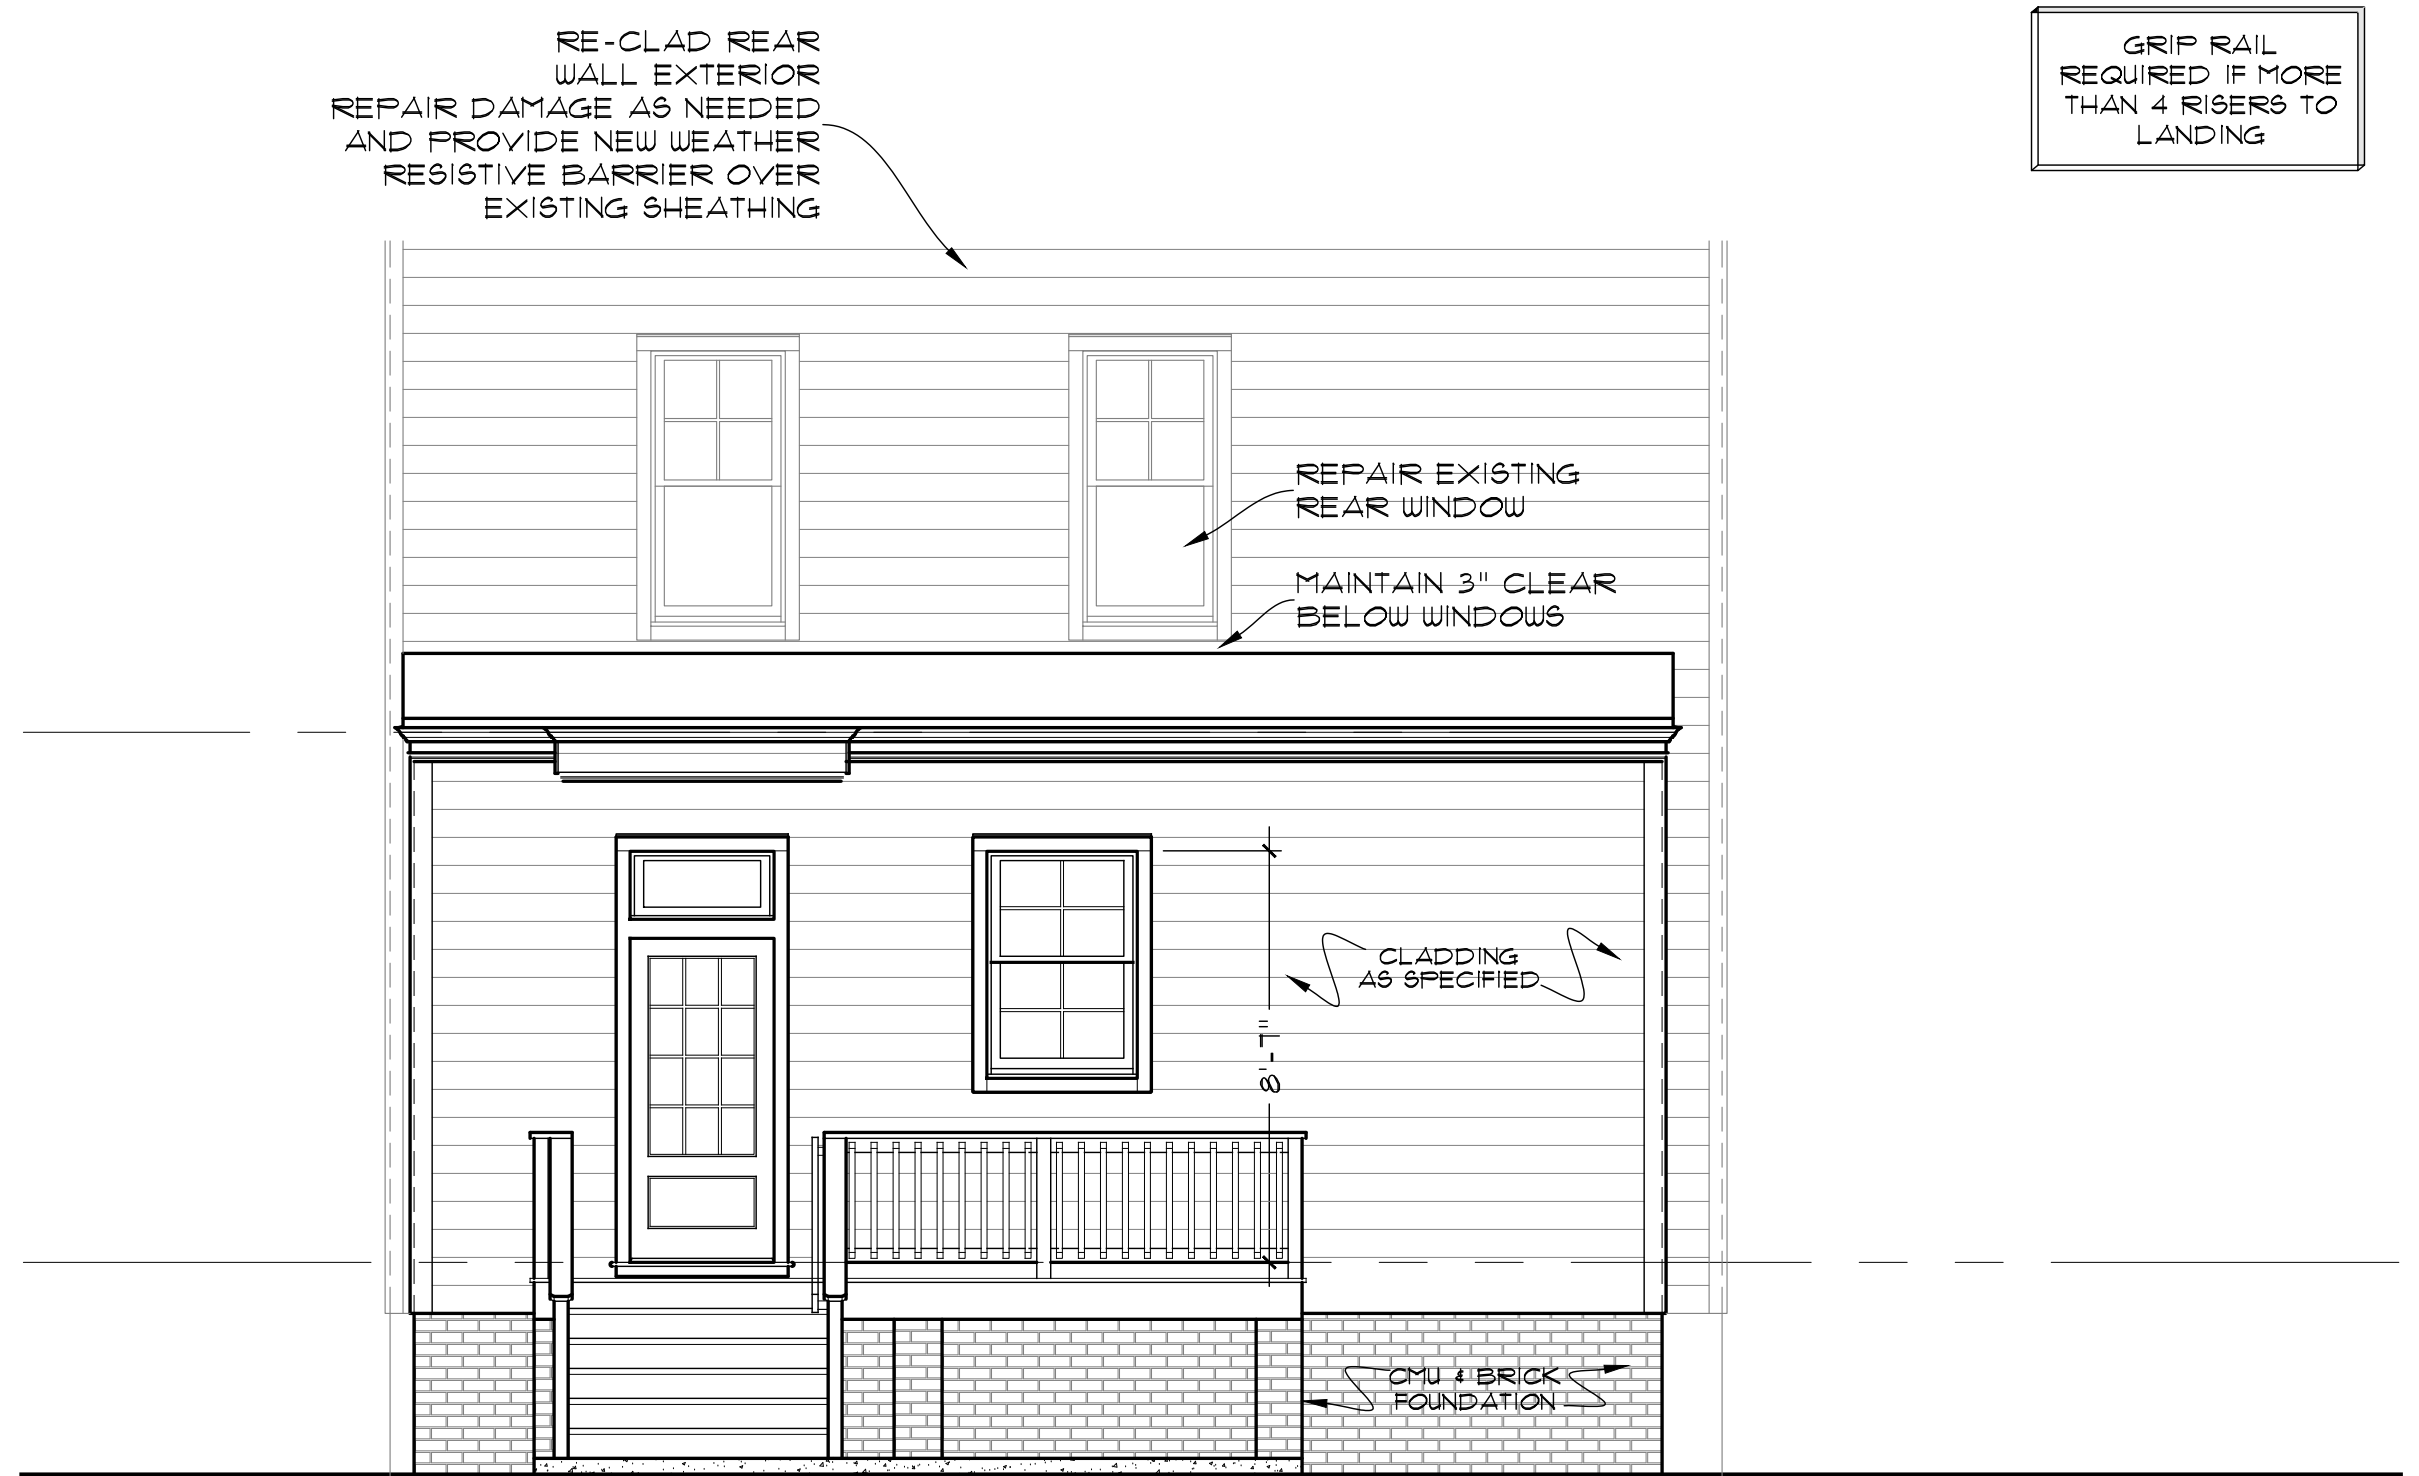 RE-CLAD REAR
WALL EXTERIOR
REPAIR DAMAGE AS NEEDED
AND PROVIDE NEW WEATHER
RESISTIVE BARRIER OVER
EXISTING SHEATHING
GRIP RAIL
REQUIRED IF MORE
THAN 4 RISERS TO
LANDING
REPAIR EXISTING
REAR WINDOW
MAINTAIN 3" CLEAR
BELOW WINDOWS
CLADDING
AS SPECIFIED
8'-7"
CMU & BRICK
FOUNDATION